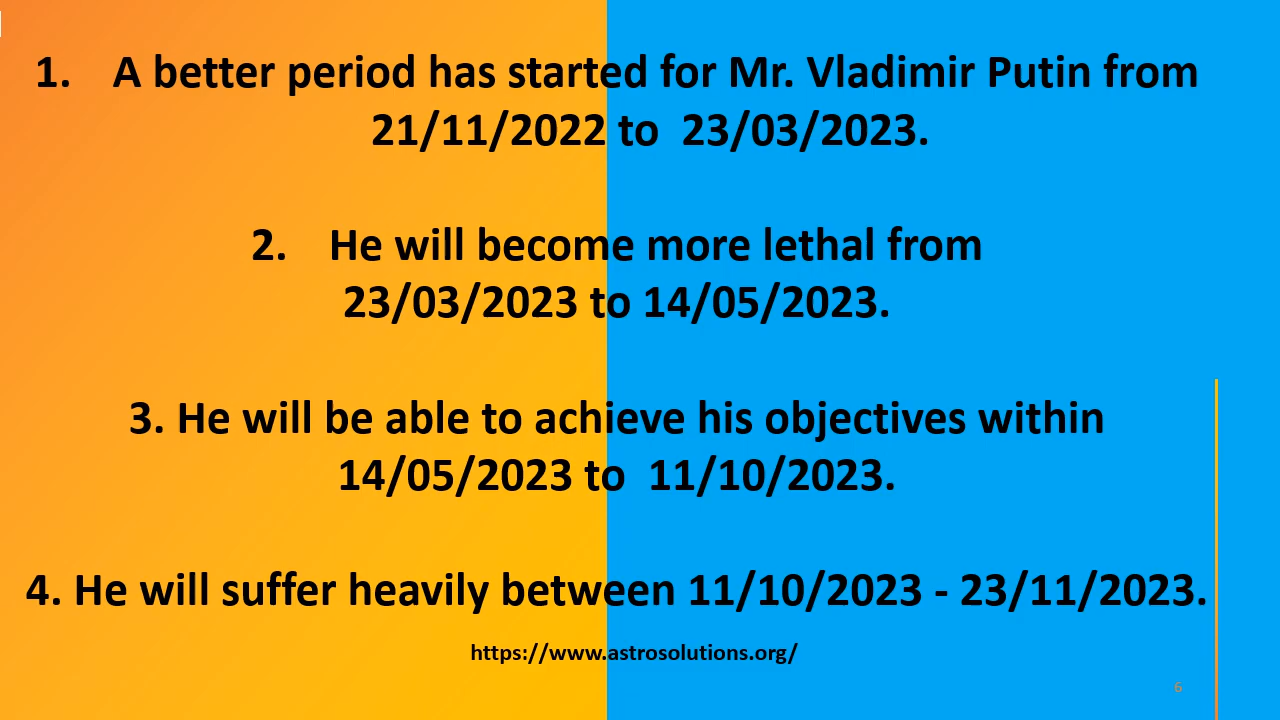 1. A better period has started for Mr. Vladimir Putin from
21/11/2022 to 23/03/2023.
2. He will become more lethal from
23/03/2023 to 14/05/2023.
3. He will be able to achieve his objectives within
14/05/2023 to 11/10/2023.
4. He will suffer heavily between 11/10/2023 - 23/11/2023.
https://www.astrosolutions.org/
6